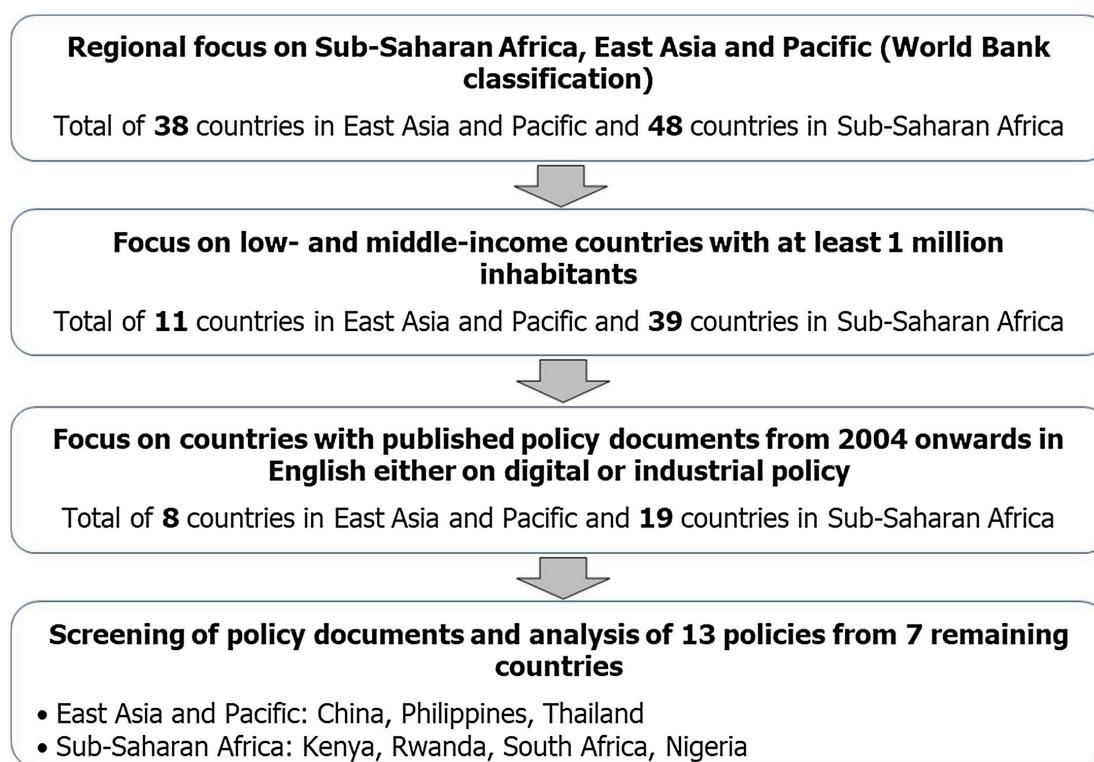 Regional focus on Sub-Saharan Africa, East Asia and Pacific (World Bank
classification)
Total of 38 countries in East Asia and Pacific and 48 countries in Sub-Saharan Africa
Focus on low- and middle-income countries with at least 1 million
inhabitants
Total of 11 countries in East Asia and Pacific and 39 countries in Sub-Saharan Africa
Focus on countries with published policy documents from 2004 onwards in
English either on digital or industrial policy
Total of 8 countries in East Asia and Pacific and 19 countries in Sub-Saharan Africa
Screening of policy documents and analysis of 13 policies from 7 remaining
countries
• East Asia and Pacific: China, Philippines, Thailand
• Sub-Saharan Africa: Kenya, Rwanda, South Africa, Nigeria